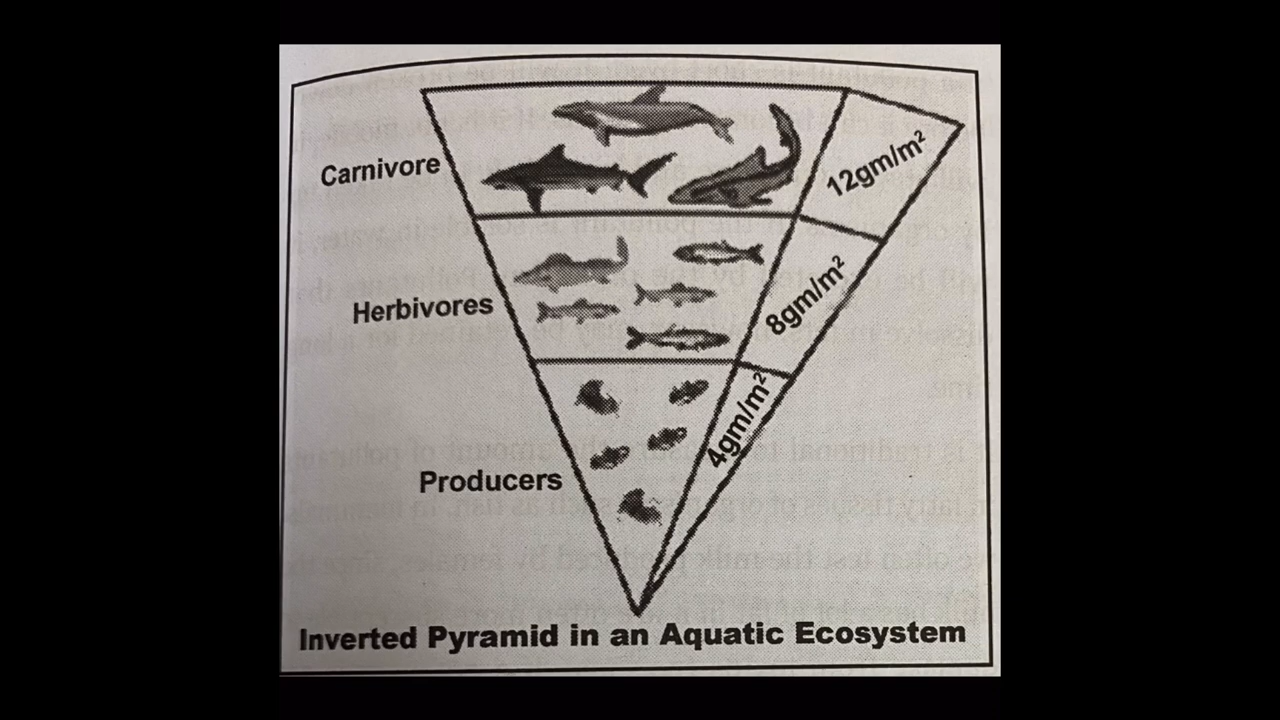 Carnivore
12gm/m²
Herbivores
8gm/m²
Producers
4gm/m²
Inverted Pyramid in an Aquatic Ecosystem